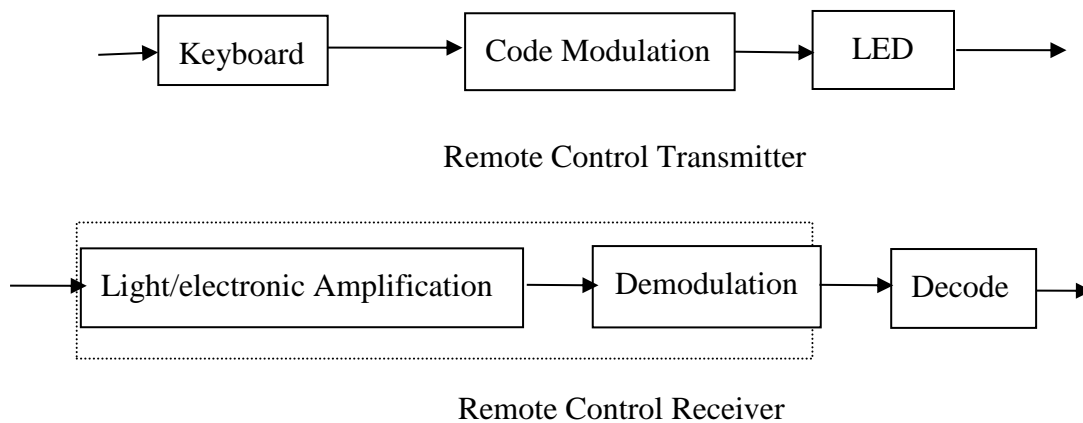 Keyboard Code Modulation LED
Remote Control Transmitter
Light/electronic Amplification Demodulation Decode
Remote Control Receiver